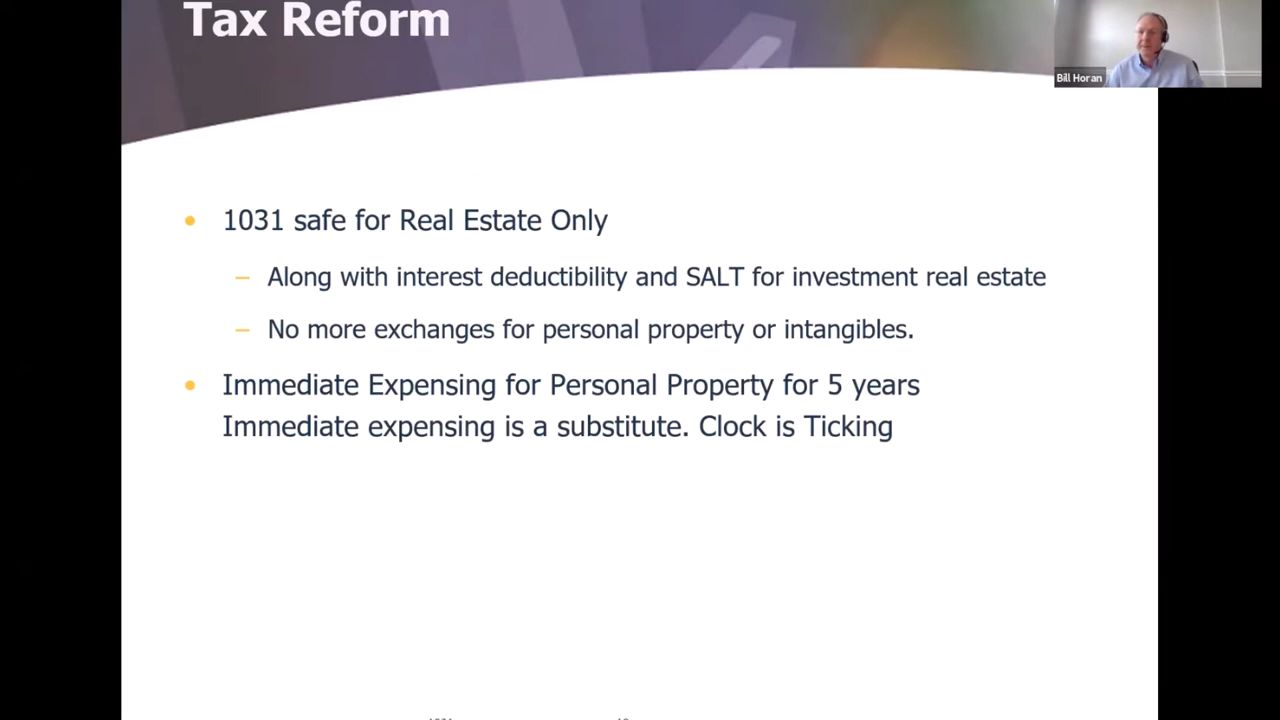 Tax Reform
Bill Horan
• 1031 safe for Real Estate Only
– Along with interest deductibility and SALT for investment real estate
– No more exchanges for personal property or intangibles.
• Immediate Expensing for Personal Property for 5 years
Immediate expensing is a substitute. Clock is Ticking